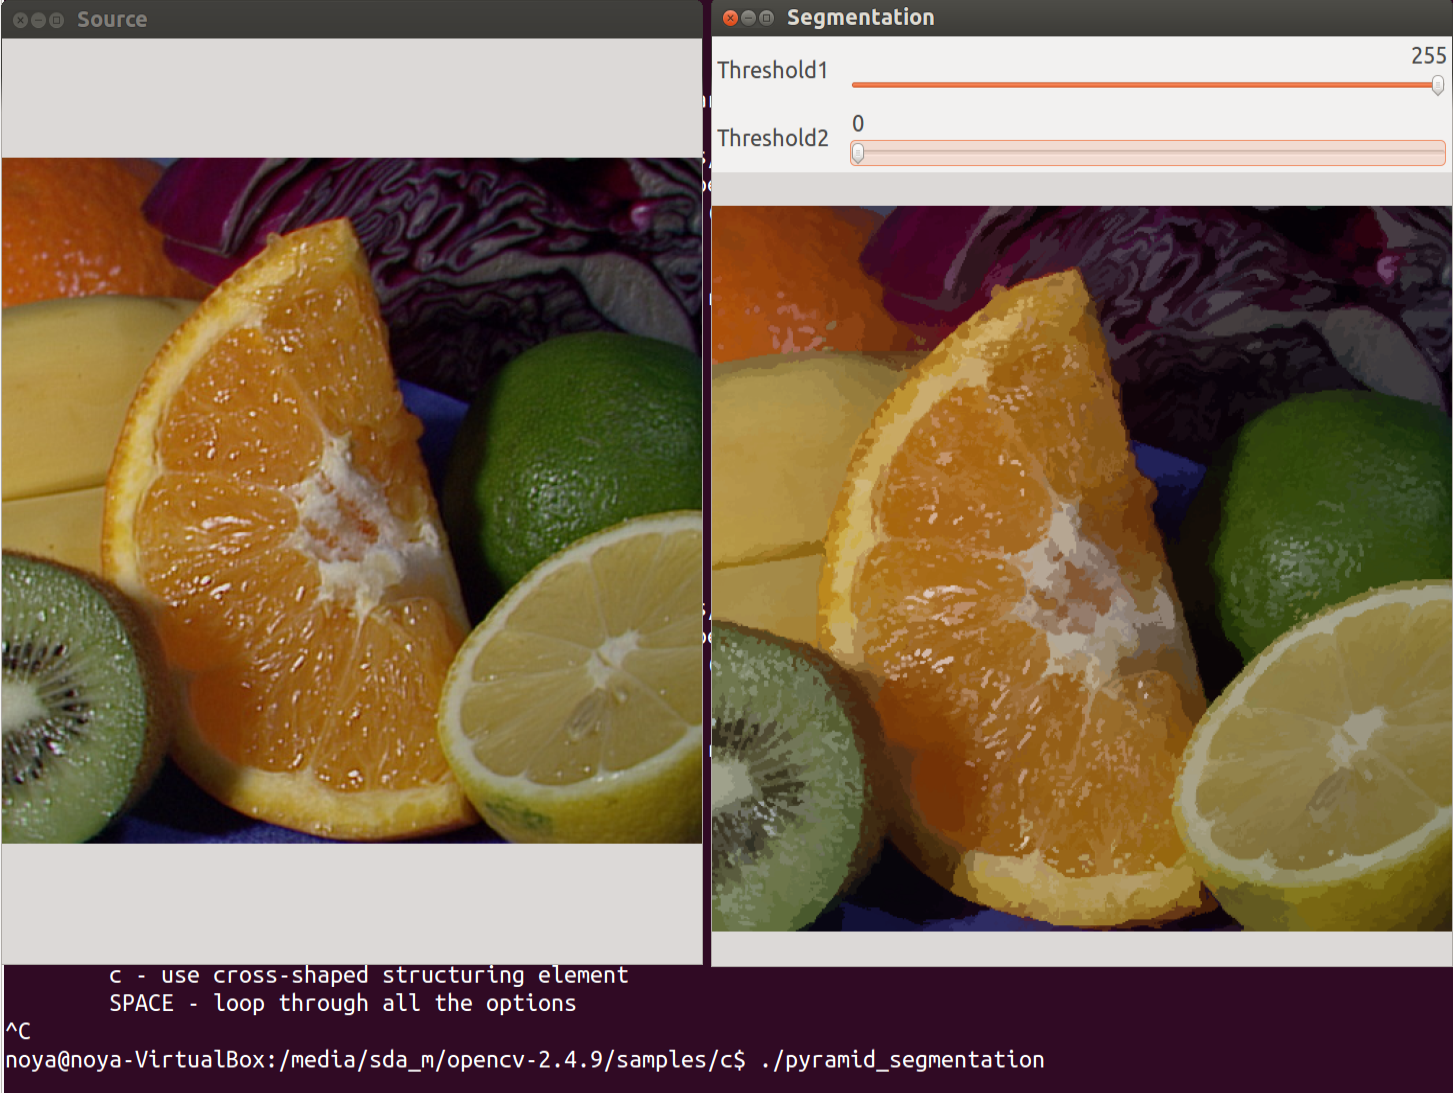 Source
Segmentation
255
Threshold1
0
Threshold2
c - use cross-shaped structuring element
SPACE - loop through all the options
^C
noya@noya-VirtualBox:/media/sda_m/opencv-2.4.9/samples/c$ ./pyramid_segmentation